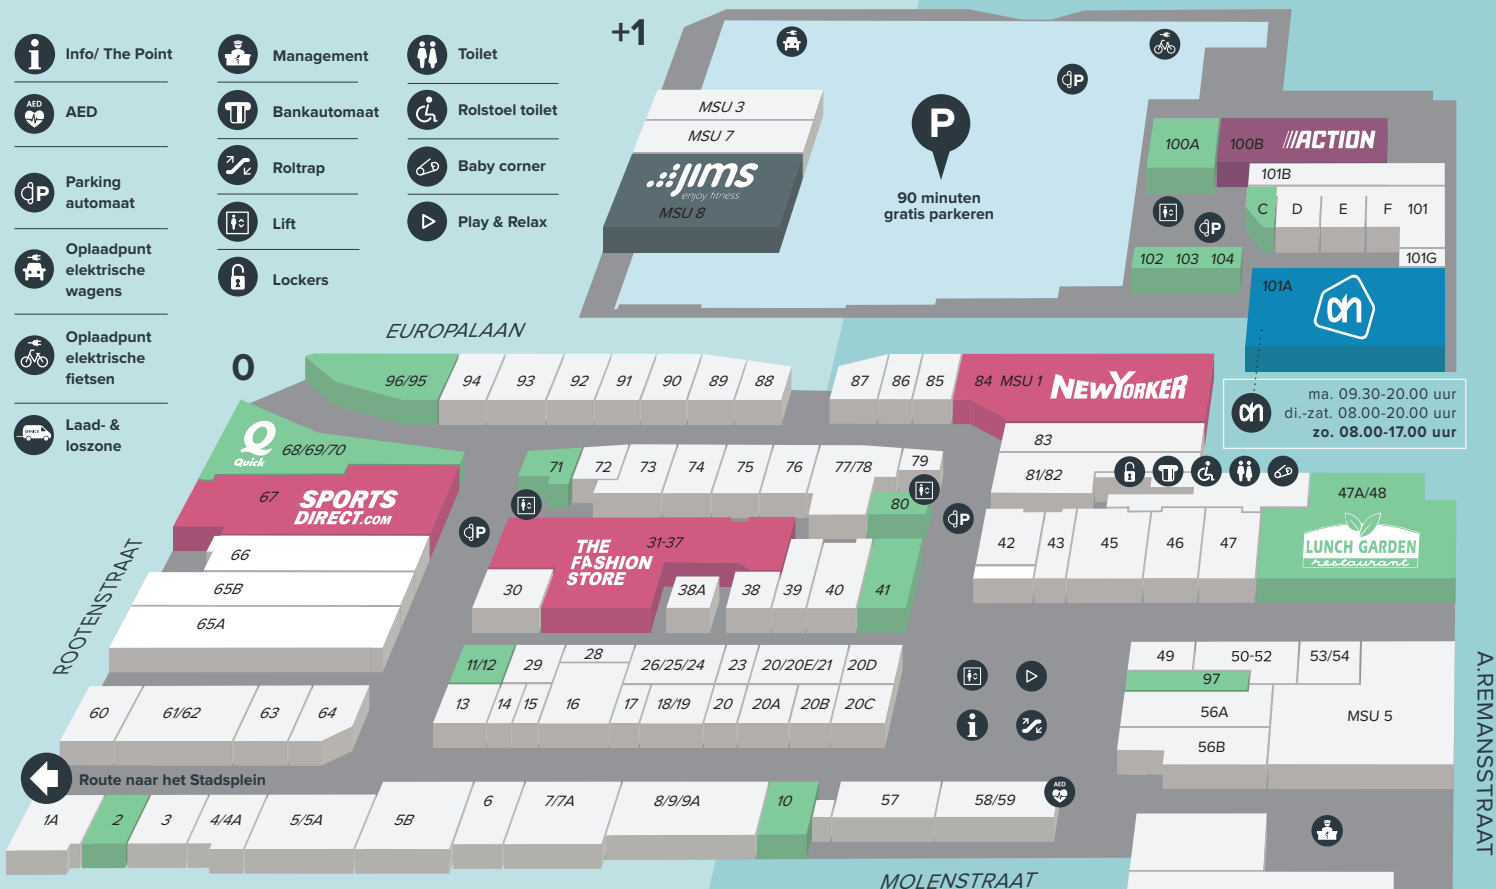 Info/ The Point
AED
AED
Parking
automaat
P
Oplaadpunt
elektrische
wagens
Oplaadpunt
elektrische
fietsen
Laad- &
loszone
Management
Bankautomaat
Roltrap
Lift
Lockers
Toilet
Rolstoel toilet
Baby corner
Play & Relax
+1
MSU 3
MSU 7
JIMS
enjoy fitness
MSU 8
P
90 minuten
gratis parkeren
P
100A
100B
ACTION
101B
C
D
E
F
101
101G
P
102
103
104
101A
ah
ah
ma. 09.30-20.00 uur
di.-zat. 08.00-20.00 uur
zo. 08.00-17.00 uur
EUROPALAAN
0
96/95
94
93
92
91
90
89
88
87
86
85
84
MSU 1
NEWYORKER
83
81/82
Q
Quick
68/69/70
67
SPORTS
DIRECT.COM
66
65B
65A
ROOTENSTRAAT
71
72
73
74
75
76
77/78
79
80
P
P
THE
FASHION
STORE
31-37
30
38A
38
39
40
41
42
43
45
46
47
47A/48
LUNCH GARDEN
restaurant
11/12
29
28
26/25/24
23
20/20E/21
20D
13
14
15
16
17
18/19
20
20A
20B
20C
60
61/62
63
64
49
50-52
53/54
97
56A
56B
MSU 5
A.REMANSSTRAAT
Route naar het Stadsplein
1A
2
3
4/4A
5/5A
5B
6
7/7A
8/9/9A
10
57
58/59
AED
MOLENSTRAAT